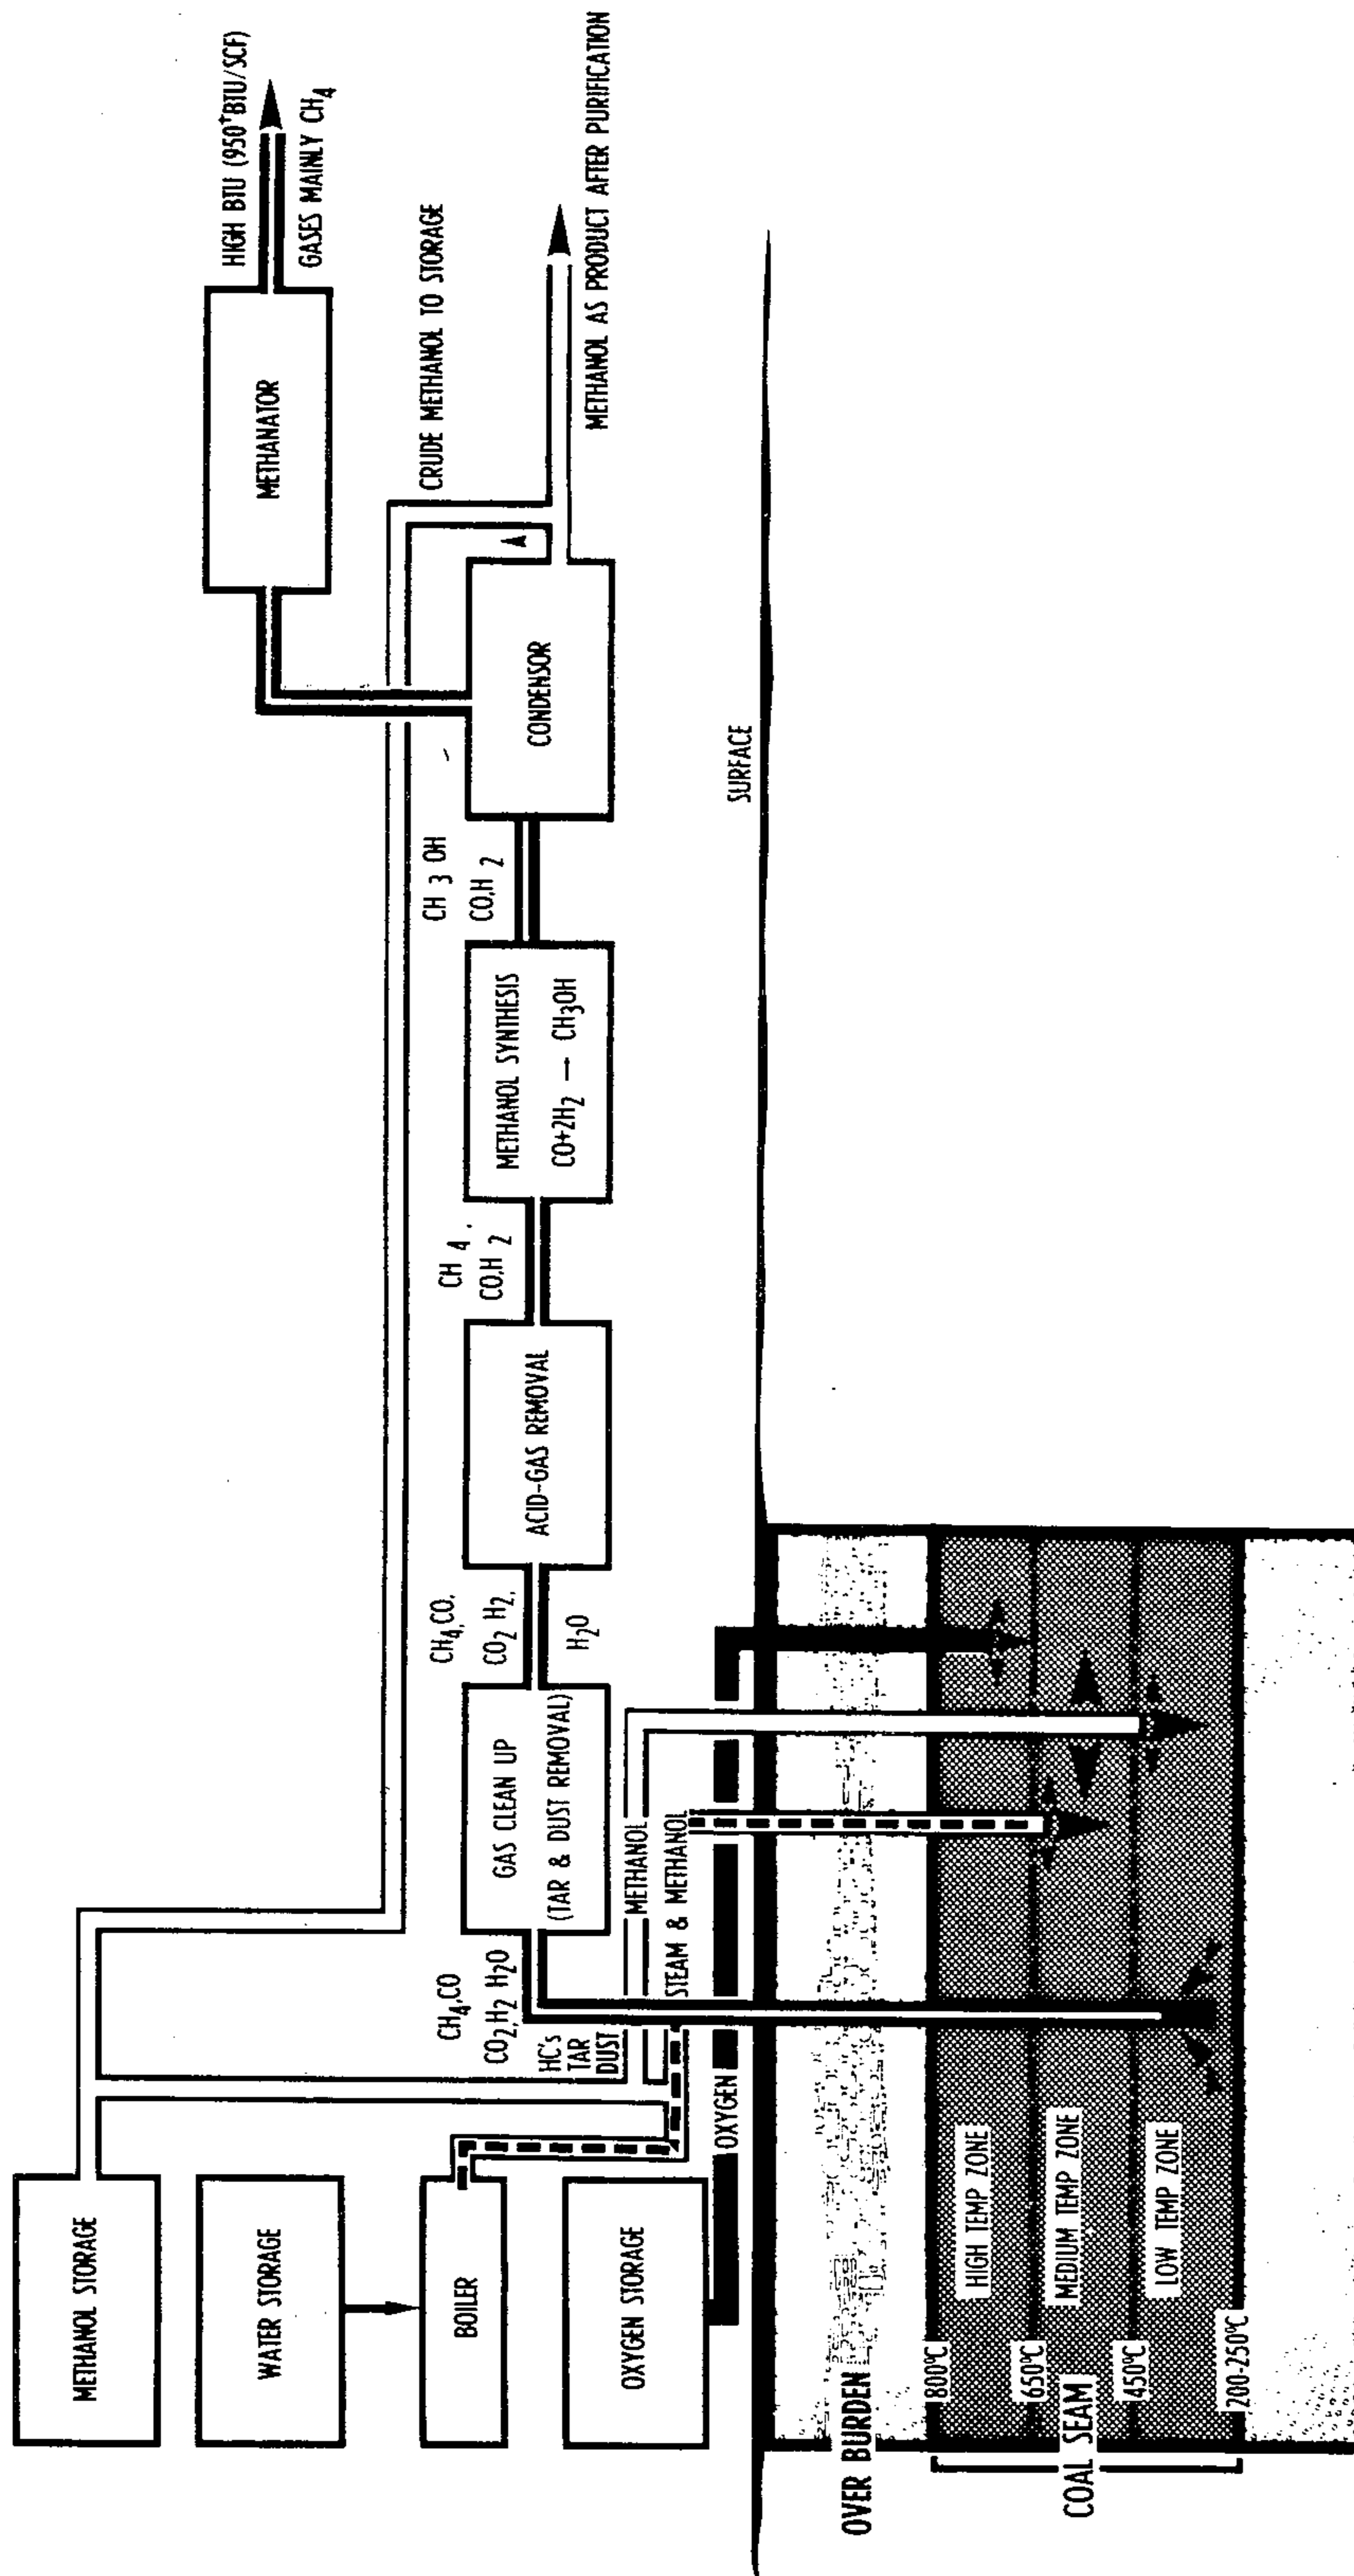 METHANOL STORAGE
WATER STORAGE
BOILER
OXYGEN STORAGE
CH4,CO
CO2,H2 H2O
HC's
TAR
DUST
METHANOL
STEAM & METHANOL
OXYGEN
GAS CLEAN UP
(TAR & DUST REMOVAL)
CH4,CO,
CO2 H2,
H2O
ACID-GAS REMOVAL
CH4,
CO,H2
METHANOL SYNTHESIS
CO+2H2 → CH3OH
CH3OH
CO,H2
CONDENSOR
METHANATOR
HIGH BTU (950+BTU/SCF)
GASES MAINLY CH4
CRUDE METHANOL TO STORAGE
METHANOL AS PRODUCT AFTER PURIFICATION
SURFACE
OVER BURDEN
800°C
HIGH TEMP ZONE
650°C
MEDIUM TEMP ZONE
450°C
LOW TEMP ZONE
200-250°C
COAL SEAM